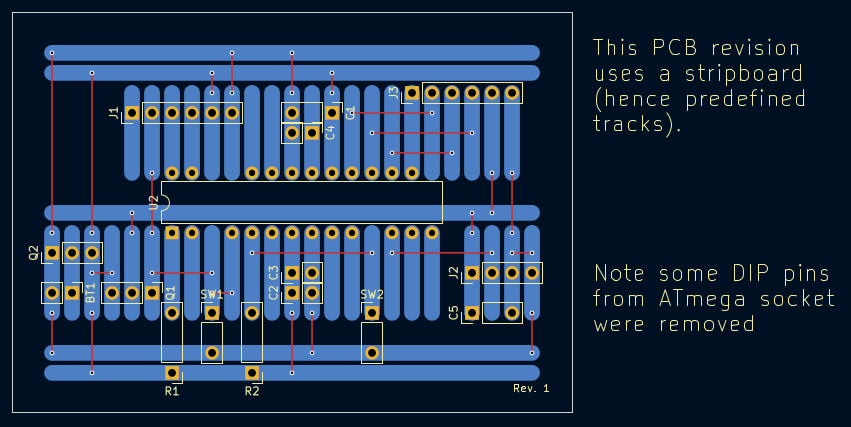 This PCB revision
uses a stripboard
(hence predefined
tracks).
J3
J1
C1
C4
U2
Q2
C3
J2
Note some DIP pins
from ATmega socket
were removed
BT1
Q1
SW1
C2
SW2
C5
Rev. 1
R1
R2